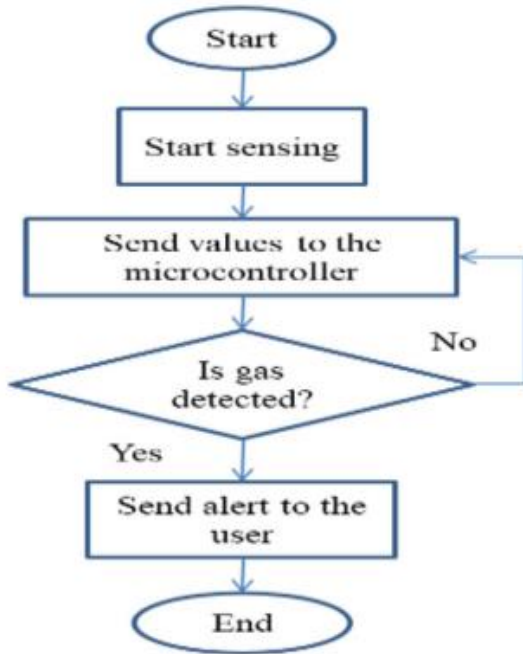 Start
Start sensing
Send values to the
microcontroller
No
Is gas
detected?
Yes
Send alert to the
user
End